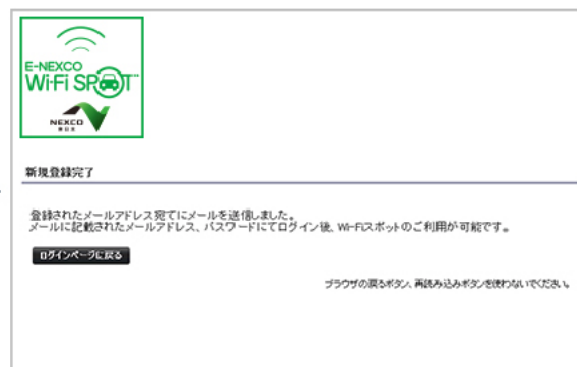 E-NEXCO
Wi-Fi SPOT
NEXCO
東日本
新規登録完了
登録されたメールアドレス宛てにメールを送信しました。
メールに記載されたメールアドレス、パスワードにてログイン後、Wi-Fiスポットのご利用が可能です。
ログインページに戻る
ブラウザの戻るボタン、再読み込みボタンを使わないでください。